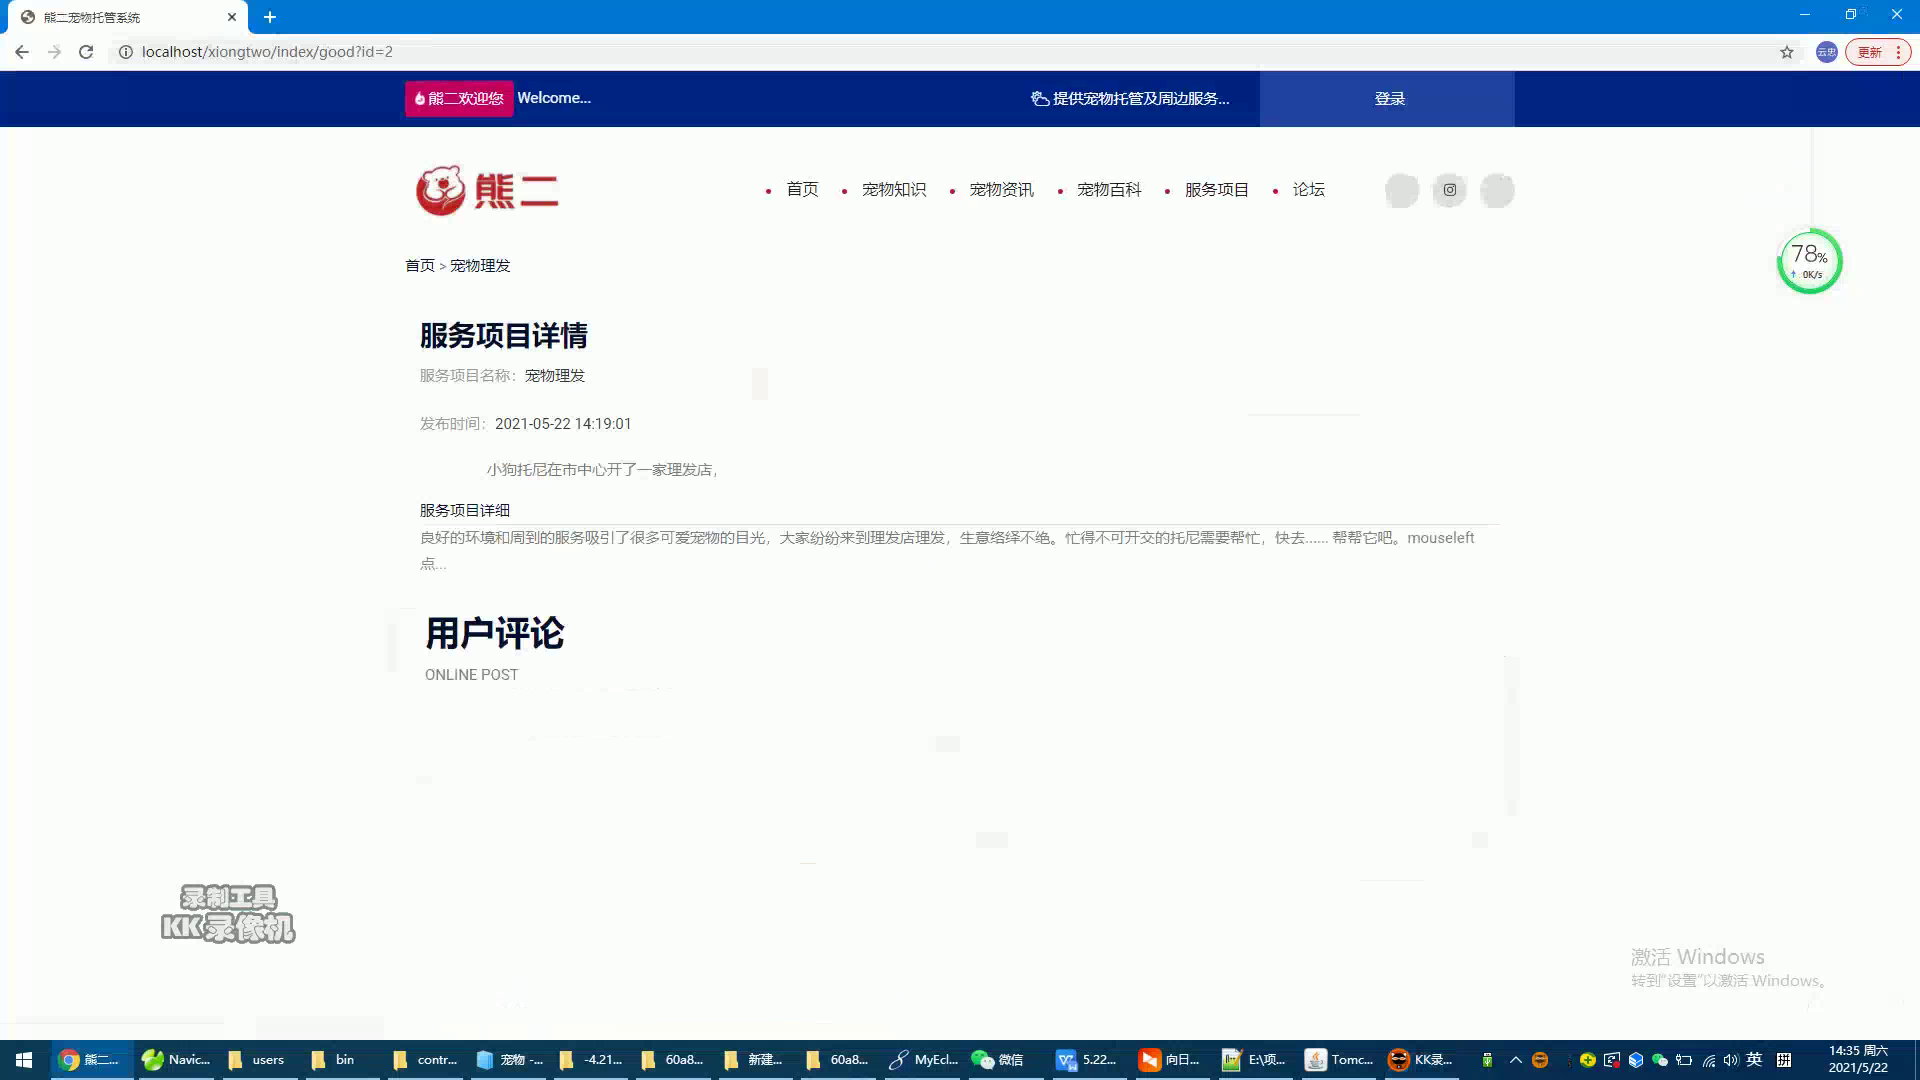 熊二宠物托管系统
localhost/xiongtwo/index/good?id=2
云忠
更新
熊二欢迎您 Welcome... 提供宠物托管及周边服务... 登录
熊二
首页 宠物知识 宠物资讯 宠物百科 服务项目 论坛
78%
0K/s
首页 > 宠物理发
服务项目详情
服务项目名称：宠物理发
发布时间：2021-05-22 14:19:01
小狗托尼在市中心开了一家理发店，
服务项目详细
良好的环境和周到的服务吸引了很多可爱宠物的目光，大家纷纷来到理发店理发，生意络绎不绝。忙得不可开交的托尼需要帮忙，快去...... 帮帮它吧。mouseleft
点...
用户评论
ONLINE POST
录制工具
KK录像机
激活 Windows
转到"设置"以激活 Windows。
熊二... Navic... users bin contr... 宠物 -... -4.21... 60a8... 新建... 60a8... MyEcl... 微信 5.22... 向日... E:\项... Tomc... KK录... 英 拼
14:35 周六
2021/5/22